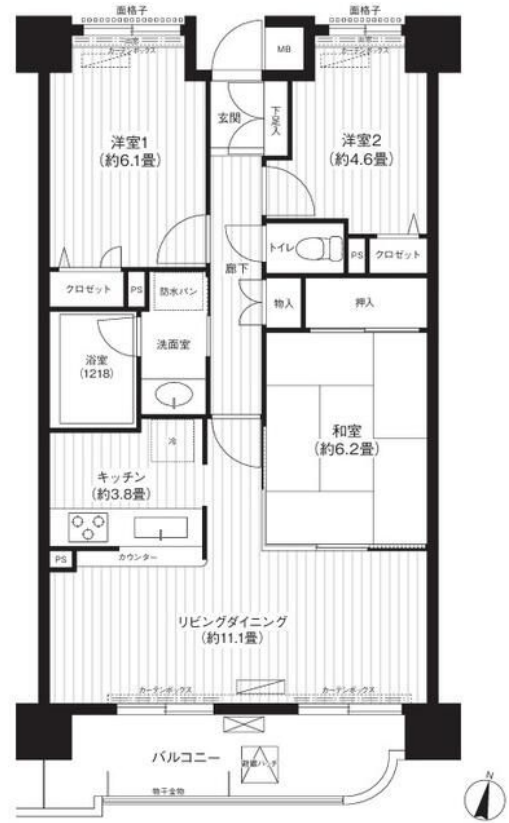 面格子
面格子
出窓
カーテンボックス
出窓
カーテンボックス
MB
玄関
下足入
洋室1
(約6.1畳)
洋室2
(約4.6畳)
トイレ
PS
クロゼット
廊下
クロゼット
PS
防水パン
物入
押入
洗面室
浴室
(1218)
和室
(約6.2畳)
冷
キッチン
(約3.8畳)
カウンター
PS
リビングダイニング
(約11.1畳)
カーテンボックス
カーテンボックス
バルコニー
避難ハッチ
物干金物
N